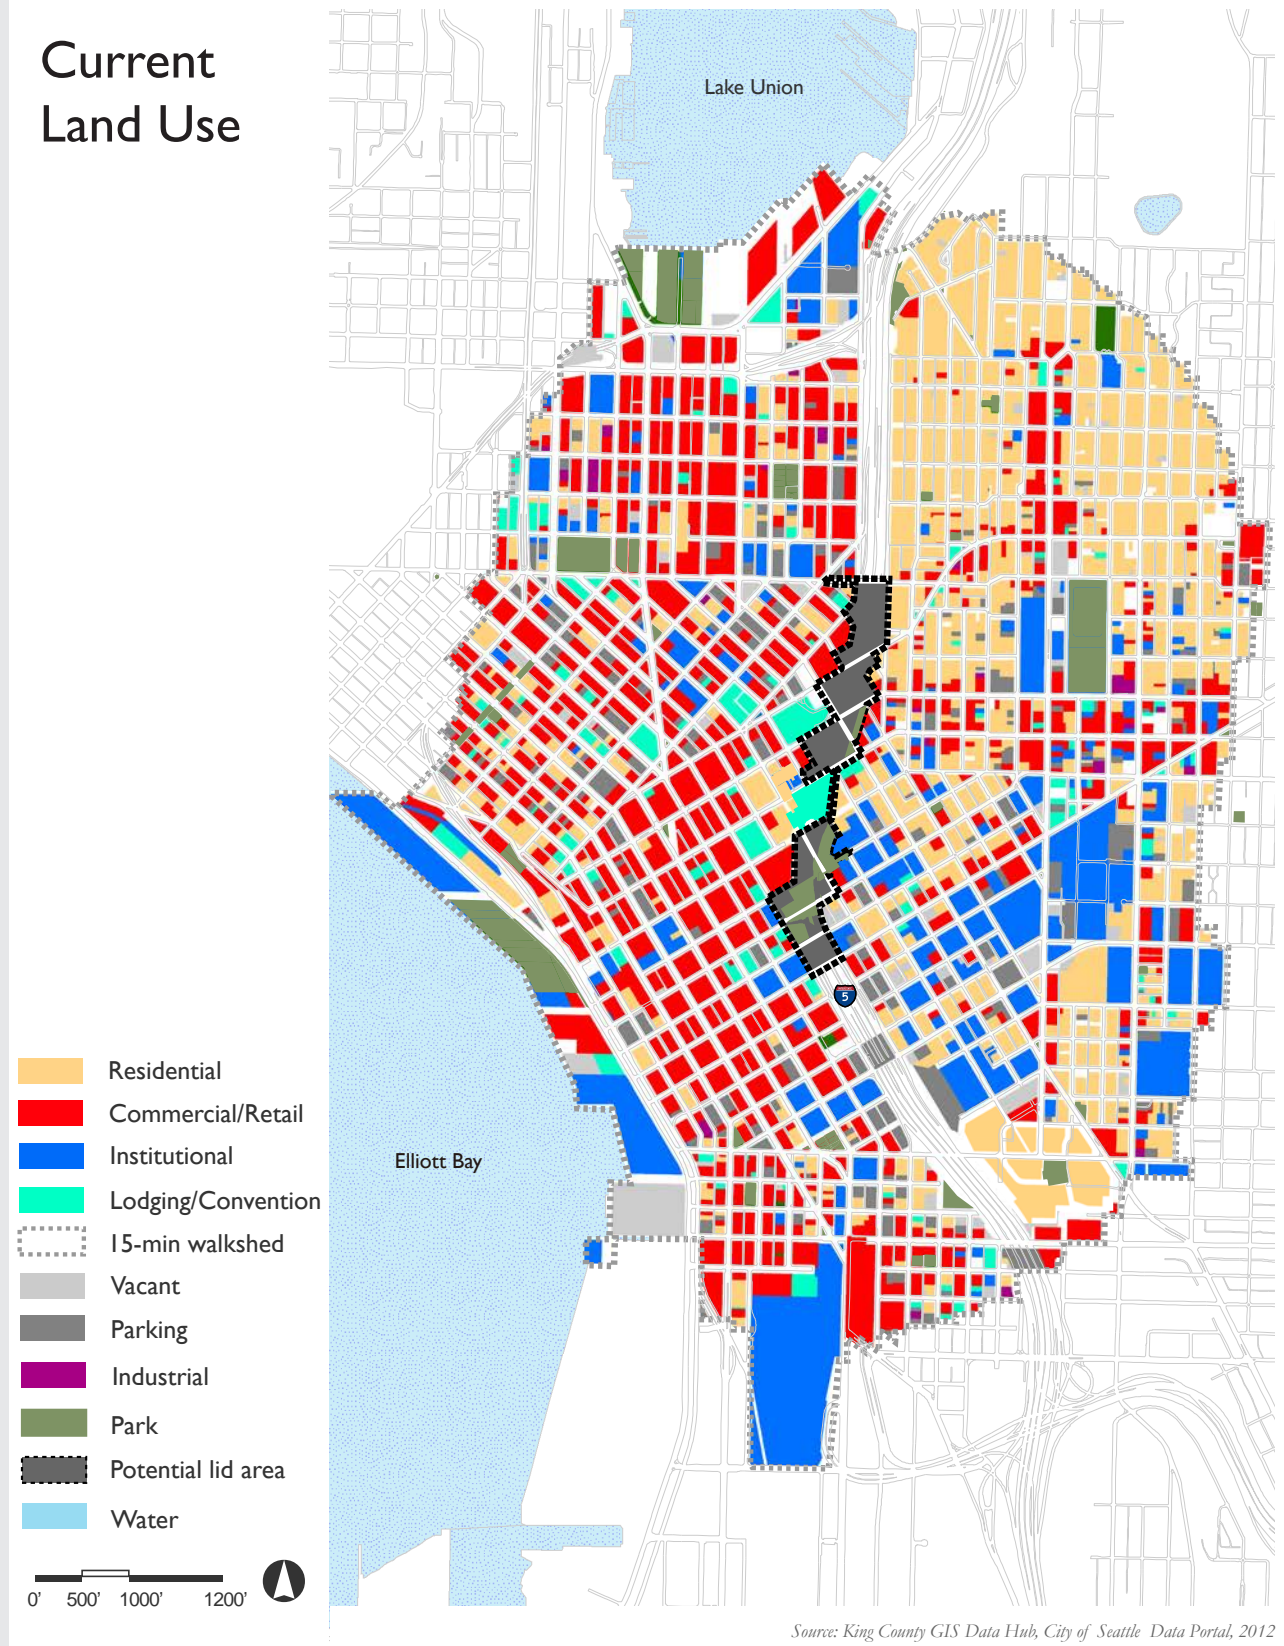 Current
Land Use
Lake Union
5
Elliott Bay
Residential
Commercial/Retail
Institutional
Lodging/Convention
15-min walkshed
Vacant
Parking
Industrial
Park
Potential lid area
Water
0' 500' 1000' 1200'
Source: King County GIS Data Hub, City of Seattle Data Portal, 2012